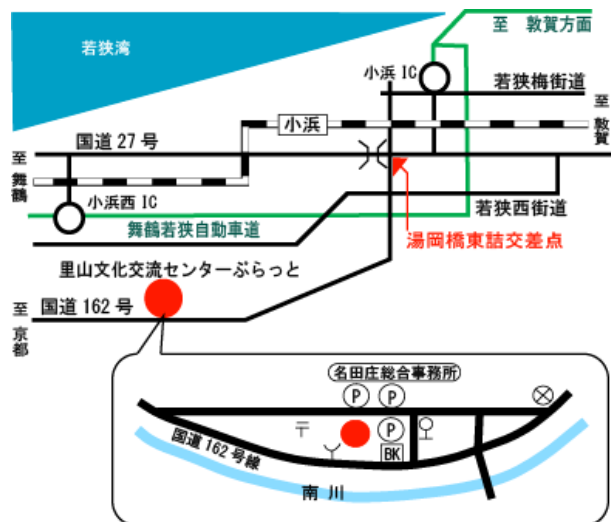 至 敦賀方面
若狭湾
小浜 IC
若狭梅街道
至敦賀
小浜
国道 27 号
至舞鶴
小浜西 IC
若狭西街道
舞鶴若狭自動車道
湯岡橋東詰交差点
里山文化交流センターぷらっと
国道 162 号
至京都
名田庄総合事務所
P P
〒
P
BK
国道 162 号線
南 川